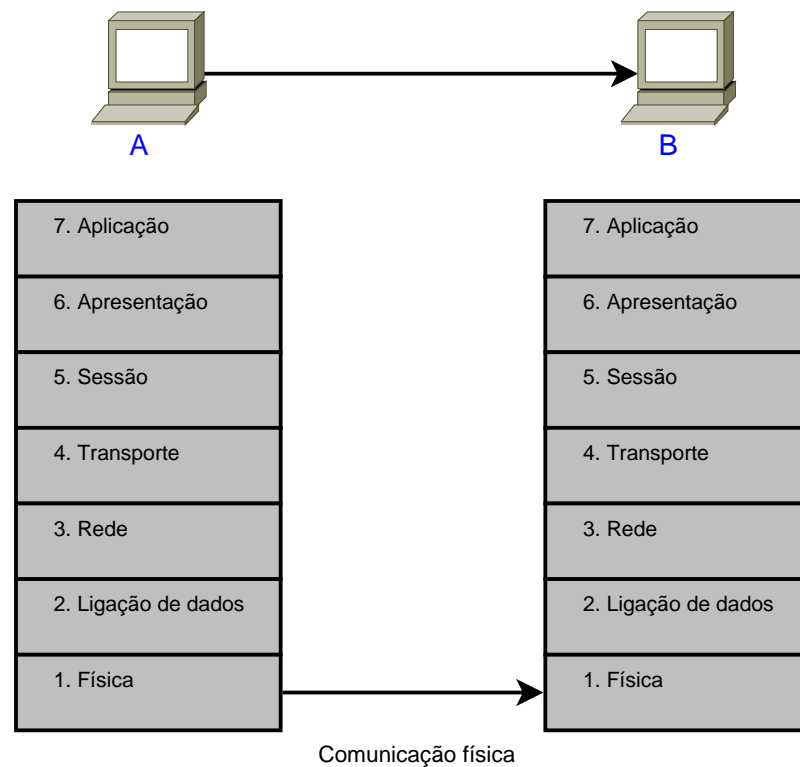 A
B
7. Aplicação
7. Aplicação
6. Apresentação
6. Apresentação
5. Sessão
5. Sessão
4. Transporte
4. Transporte
3. Rede
3. Rede
2. Ligação de dados
2. Ligação de dados
1. Física
1. Física
Comunicação física